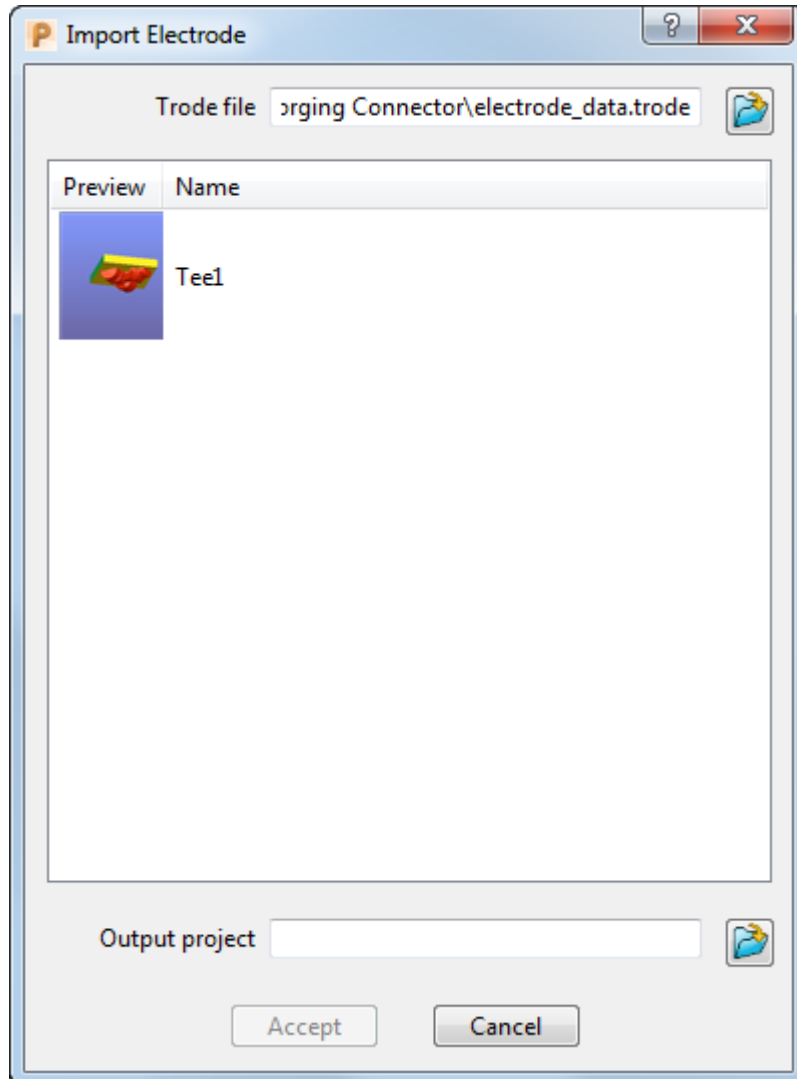 Import Electrode
Trode file orging Connector\electrode_data.trode
Preview Name
Tee1
Output project
Accept Cancel